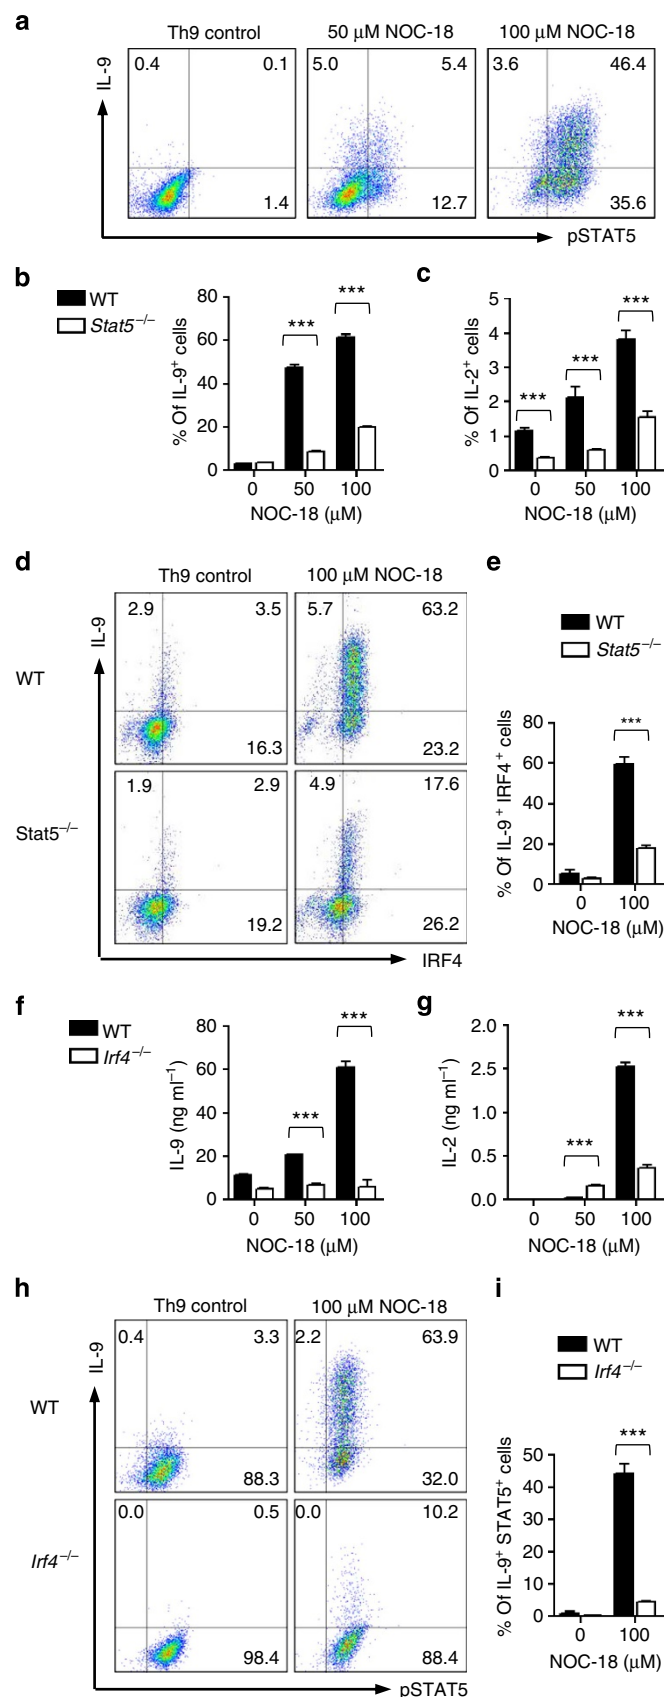 a
Th9 control
50 μM NOC-18
100 μM NOC-18
IL-9
0.4
0.1
5.0
5.4
3.6
46.4
1.4
12.7
35.6
pSTAT5
b
WT
Stat5–/–
% Of IL-9+ cells
80
60
40
20
0
***
***
0
50
100
NOC-18 (μM)
c
% Of IL-2+ cells
5
4
3
2
1
0
***
***
***
0
50
100
NOC-18 (μM)
d
Th9 control
100 μM NOC-18
IL-9
WT
2.9
3.5
5.7
63.2
16.3
23.2
Stat5–/–
1.9
2.9
4.9
17.6
19.2
26.2
IRF4
e
WT
Stat5–/–
% Of IL-9+ IRF4+ cells
80
60
40
20
0
***
0
100
NOC-18 (μM)
f
WT
Irf4–/–
IL-9 (ng ml–1)
80
60
40
20
0
***
***
0
50
100
NOC-18 (μM)
g
IL-2 (ng ml–1)
2.0
2.5
1.0
0.5
0.0
***
***
0
50
100
NOC-18 (μM)
h
Th9 control
100 μM NOC-18
IL-9
WT
0.4
3.3
2.2
63.9
88.3
32.0
Irf4–/–
0.0
0.5
0.0
10.2
98.4
88.4
pSTAT5
i
WT
Irf4–/–
% Of IL-9+ STAT5+ cells
50
40
30
20
10
0
***
0
100
NOC-18 (μM)